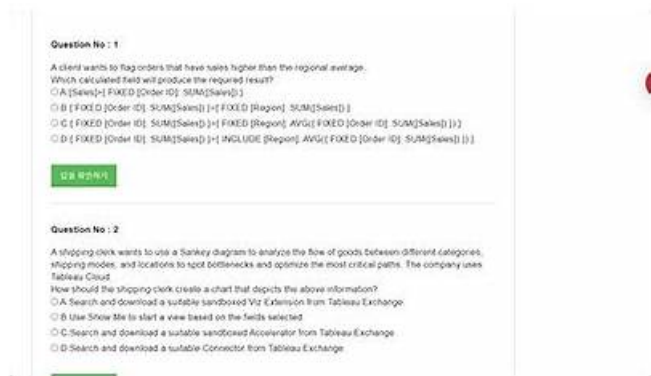 Question No : 1
A client wants to flag orders that have sales higher than the regional average.
Which calculated field will produce the required result?
A.[Sales]>{ FIXED [Order ID]: SUM([Sales]) }
B.{ FIXED [Order ID]: SUM([Sales]) }>{ FIXED [Region]: SUM([Sales]) }
C.{ FIXED [Order ID]: SUM([Sales]) }>{ FIXED [Region]: AVG({ FIXED [Order ID]: SUM([Sales]) }) }
D.{ FIXED [Order ID]: SUM([Sales]) }>{ INCLUDE [Region]: AVG({ FIXED [Order ID]: SUM([Sales]) }) }
답을 확인하기
Question No : 2
A shipping clerk wants to use a Sankey diagram to analyze the flow of goods between different categories,
shipping modes, and locations to spot bottlenecks and optimize the most critical paths. The company uses
Tableau Cloud.
How should the shipping clerk create a chart that depicts the above information?
A.Search and download a suitable sandboxed Viz Extension from Tableau Exchange
B.Use Show Me to start a view based on the fields selected
C.Search and download a suitable sandboxed Accelerator from Tableau Exchange
D.Search and download a suitable Connector from Tableau Exchange